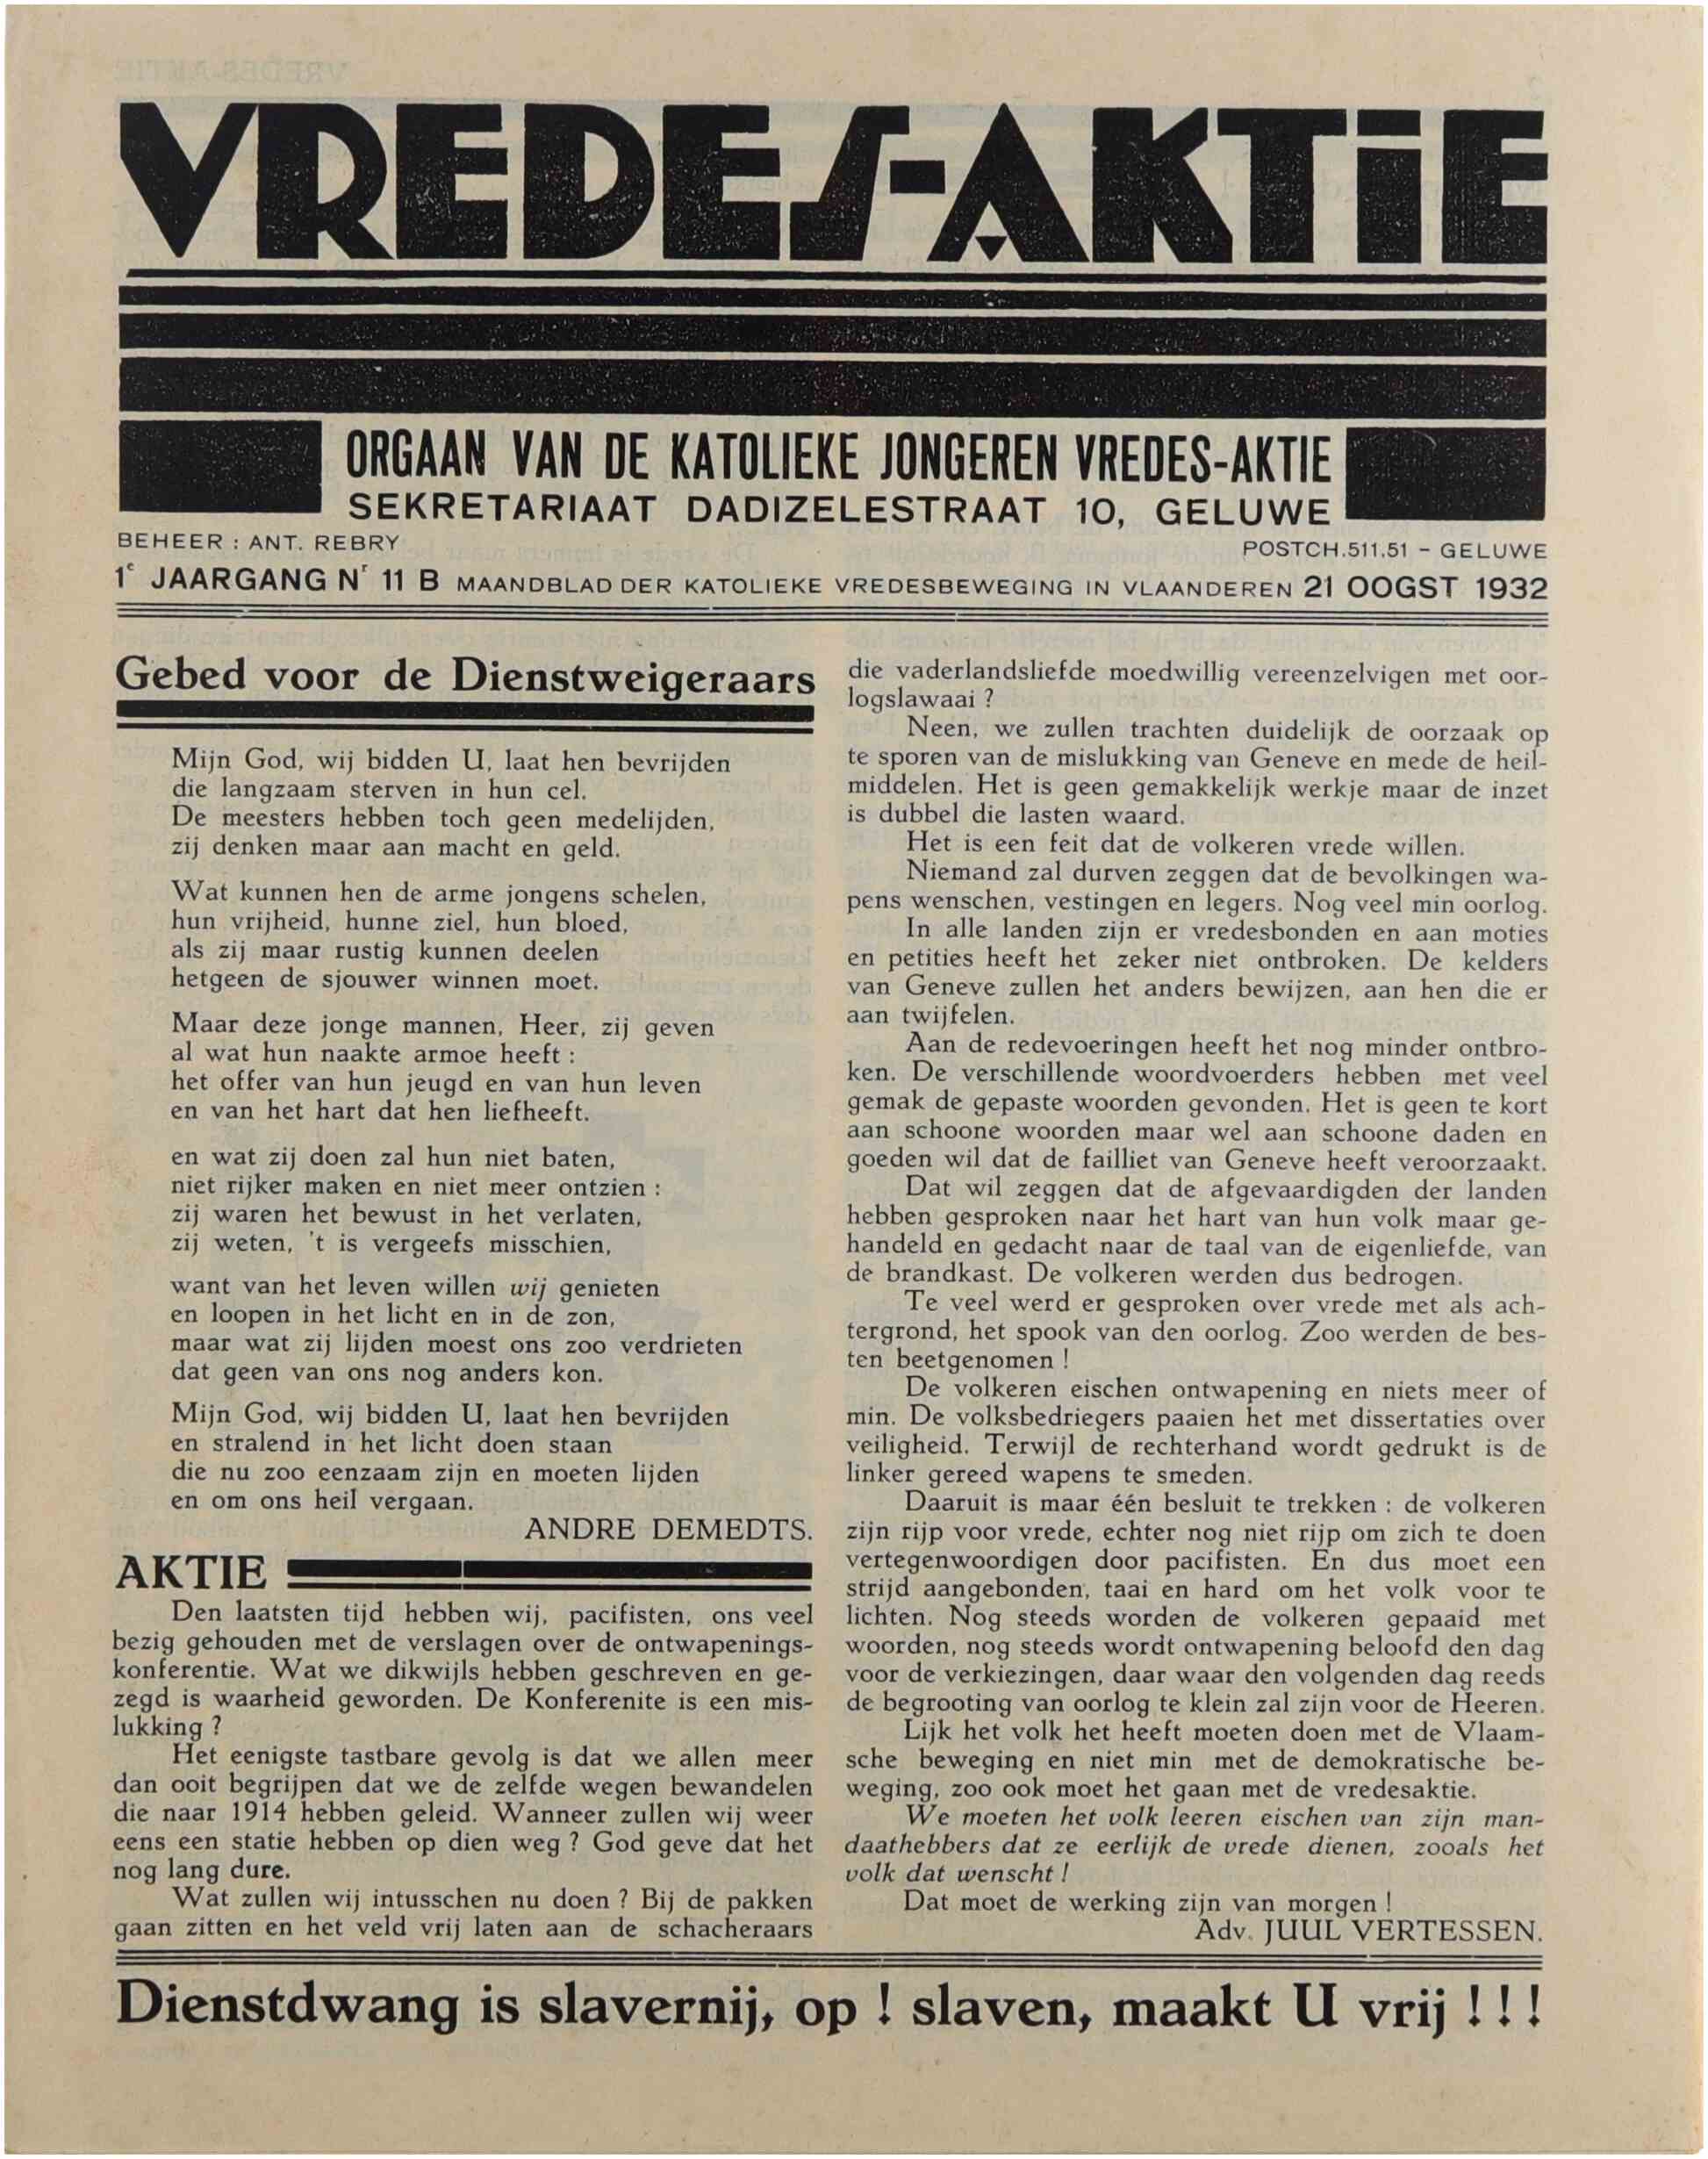 VREDES-AKTiE
ORGAAN VAN DE KATOLIEKE JONGEREN VREDES-AKTIE
SEKRETARIAAT DADIZELESTRAAT 10, GELUWE
BEHEER : ANT. REBRY
POSTCH.511.51 - GELUWE
1e JAARGANG Nr 11 B MAANDBLAD DER KATOLIEKE VREDESBEWEGING IN VLAANDEREN 21 OOGST 1932
Gebed voor de Dienstweigeraars
Mijn God, wij bidden U, laat hen bevrijden
die langzaam sterven in hun cel.
De meesters hebben toch geen medelijden,
zij denken maar aan macht en geld.
Wat kunnen hen de arme jongens schelen,
hun vrijheid, hunne ziel, hun bloed,
als zij maar rustig kunnen deelen
hetgeen de sjouwer winnen moet.
Maar deze jonge mannen, Heer, zij geven
al wat hun naakte armoe heeft :
het offer van hun jeugd en van hun leven
en van het hart dat hen liefheeft.
en wat zij doen zal hun niet baten,
niet rijker maken en niet meer ontzien :
zij waren het bewust in het verlaten,
zij weten, 't is vergeefs misschien,
want van het leven willen wij genieten
en loopen in het licht en in de zon,
maar wat zij lijden moest ons zoo verdrieten
dat geen van ons nog anders kon.
Mijn God, wij bidden U, laat hen bevrijden
en stralend in het licht doen staan
die nu zoo eenzaam zijn en moeten lijden
en om ons heil vergaan.
ANDRE DEMEDTS.
AKTIE
Den laatsten tijd hebben wij, pacifisten, ons veel
bezig gehouden met de verslagen over de ontwapenings-
konferentie. Wat we dikwijls hebben geschreven en ge-
zegd is waarheid geworden. De Konferenite is een mis-
lukking ?
Het eenigste tastbare gevolg is dat we allen meer
dan ooit begrijpen dat we de zelfde wegen bewandelen
die naar 1914 hebben geleid. Wanneer zullen wij weer
eens een statie hebben op dien weg ? God geve dat het
nog lang dure.
Wat zullen wij intusschen nu doen ? Bij de pakken
gaan zitten en het veld vrij laten aan de schacheraars
die vaderlandsliefde moedwillig vereenzelvigen met oor-
logslawaai ?
Neen, we zullen trachten duidelijk de oorzaak op
te sporen van de mislukking van Geneve en mede de heil-
middelen. Het is geen gemakkelijk werkje maar de inzet
is dubbel die lasten waard.
Het is een feit dat de volkeren vrede willen.
Niemand zal durven zeggen dat de bevolkingen wa-
pens wenschen, vestingen en legers. Nog veel min oorlog.
In alle landen zijn er vredesbonden en aan moties
en petities heeft het zeker niet ontbroken. De kelders
van Geneve zullen het anders bewijzen, aan hen die er
aan twijfelen.
Aan de redevoeringen heeft het nog minder ontbro-
ken. De verschillende woordvoerders hebben met veel
gemak de gepaste woorden gevonden. Het is geen te kort
aan schoone woorden maar wel aan schoone daden en
goeden wil dat de failliet van Geneve heeft veroorzaakt.
Dat wil zeggen dat de afgevaardigden der landen
hebben gesproken naar het hart van hun volk maar ge-
handeld en gedacht naar de taal van de eigenliefde, van
de brandkast. De volkeren werden dus bedrogen.
Te veel werd er gesproken over vrede met als ach-
tergrond, het spook van den oorlog. Zoo werden de bes-
ten beetgenomen !
De volkeren eischen ontwapening en niets meer of
min. De volksbedriegers paaien het met dissertaties over
veiligheid. Terwijl de rechterhand wordt gedrukt is de
linker gereed wapens te smeden.
Daaruit is maar één besluit te trekken : de volkeren
zijn rijp voor vrede, echter nog niet rijp om zich te doen
vertegenwoordigen door pacifisten. En dus moet een
strijd aangebonden, taai en hard om het volk voor te
lichten. Nog steeds worden de volkeren gepaaid met
woorden, nog steeds wordt ontwapening beloofd den dag
voor de verkiezingen, daar waar den volgenden dag reeds
de begrooting van oorlog te klein zal zijn voor de Heeren.
Lijk het volk het heeft moeten doen met de Vlaam-
sche beweging en niet min met de demokratische be-
weging, zoo ook moet het gaan met de vredesaktie.
We moeten het volk leeren eischen van zijn man-
daathebbers dat ze eerlijk de vrede dienen, zooals het
volk dat wenscht !
Dat moet de werking zijn van morgen !
Adv. JUUL VERTESSEN.
Dienstdwang is slavernij, op ! slaven, maakt U vrij ! ! !